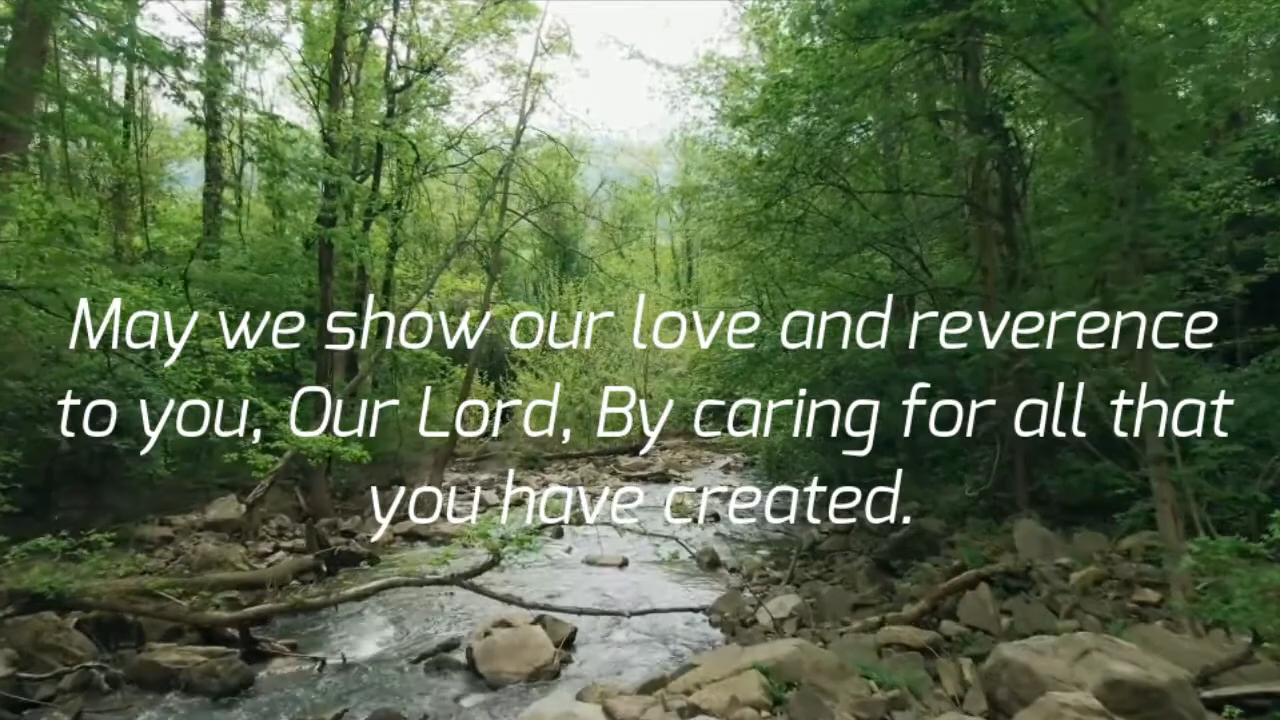 May we show our love and reverence
to you, Our Lord, By caring for all that
you have created.